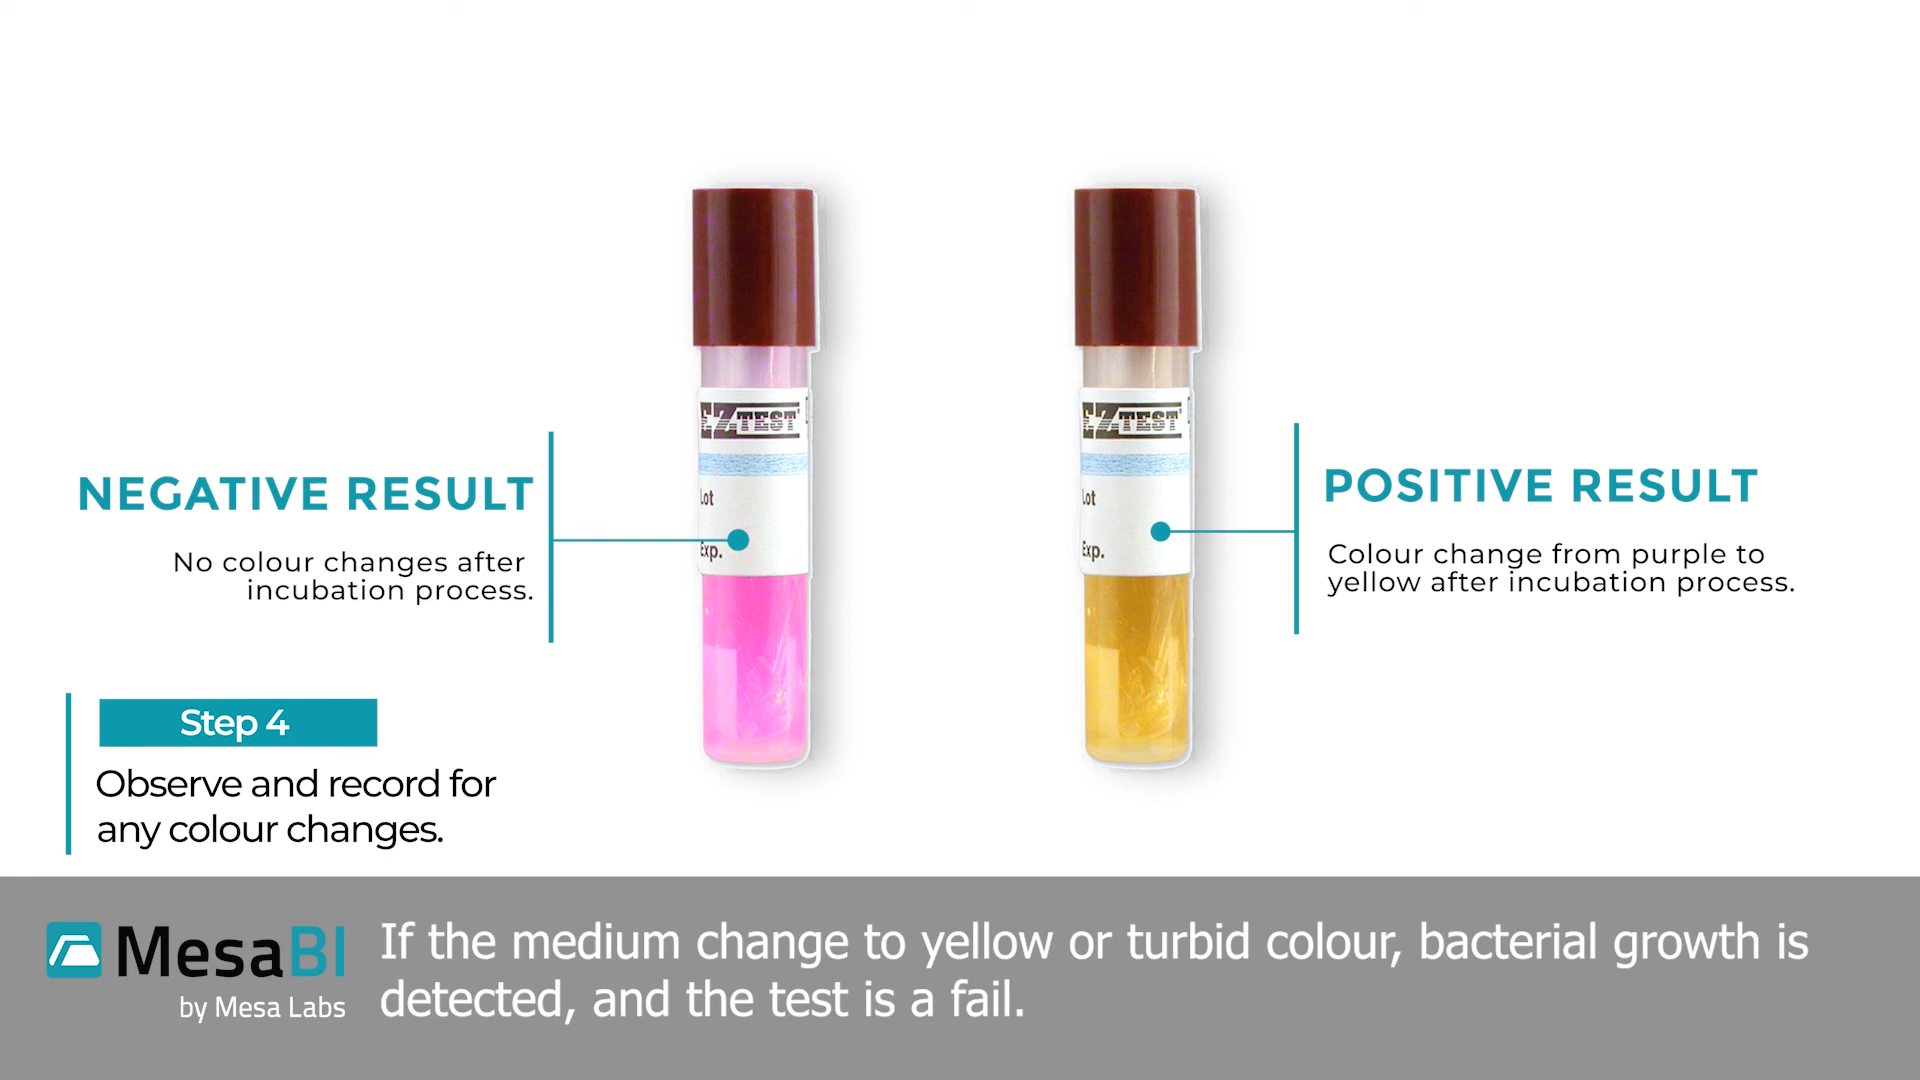 NEGATIVE RESULT
No colour changes after
incubation process.
EZTEST®
Lot
Exp.
EZTEST®
Lot
Exp.
POSITIVE RESULT
Colour change from purple to
yellow after incubation process.
Step 4
Observe and record for
any colour changes.
MesaBI
by Mesa Labs
If the medium change to yellow or turbid colour, bacterial growth is
detected, and the test is a fail.